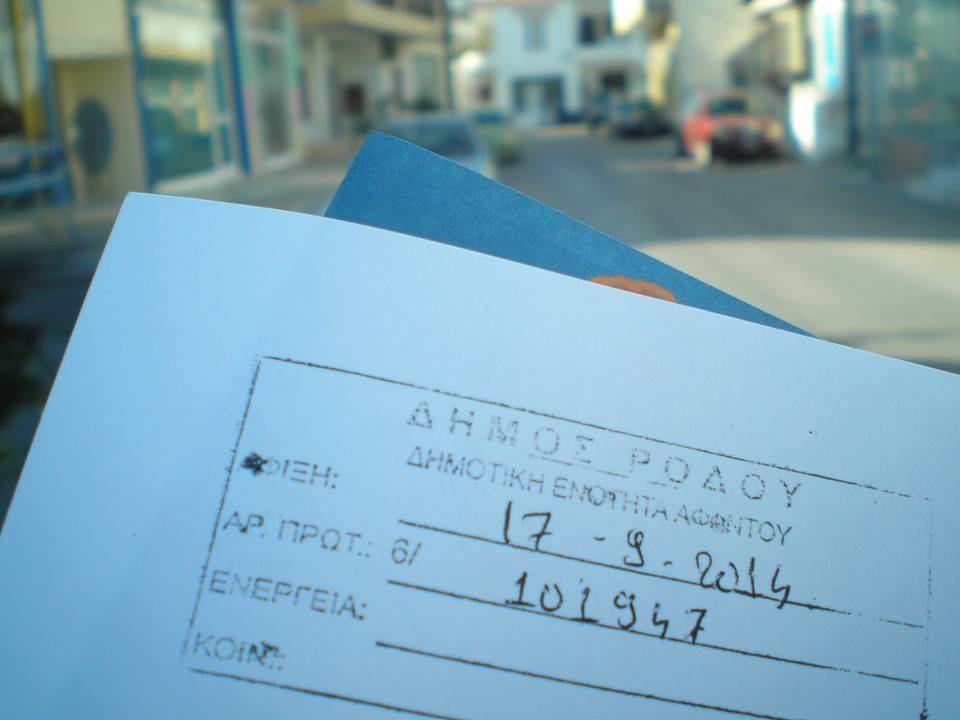 ΔΗΜΟΣ ΡΟΔΟΥ
ΔΗΜΟΤΙΚΗ ΕΝΟΤΗΤΑ ΑΦΑΝΤΟΥ
ΑΦΙΞΗ: 17-9-2014
ΑΡ. ΠΡΩΤ.: 6/ 101947
ΕΝΕΡΓΕΙΑ:
ΚΟΙΝ.: